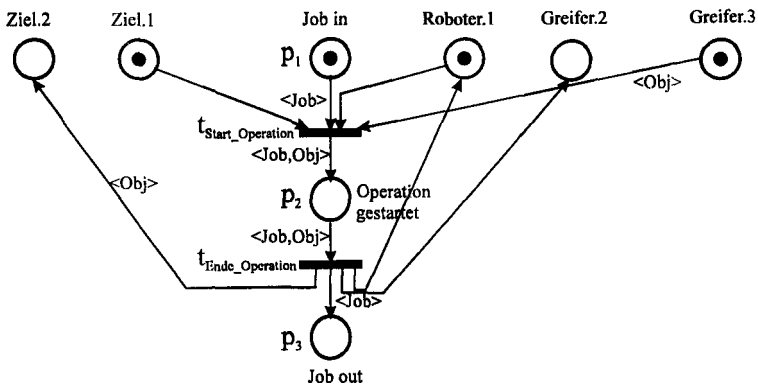 Ziel.2
Ziel.1
Job in
Roboter.1
Greifer.2
Greifer.3
p₁
<Job>
<Obj>
tStart_Operation
<Job,Obj>
<Obj>
p₂
Operation
gestartet
<Job,Obj>
tEnde_Operation
<Job>
p₃
Job out